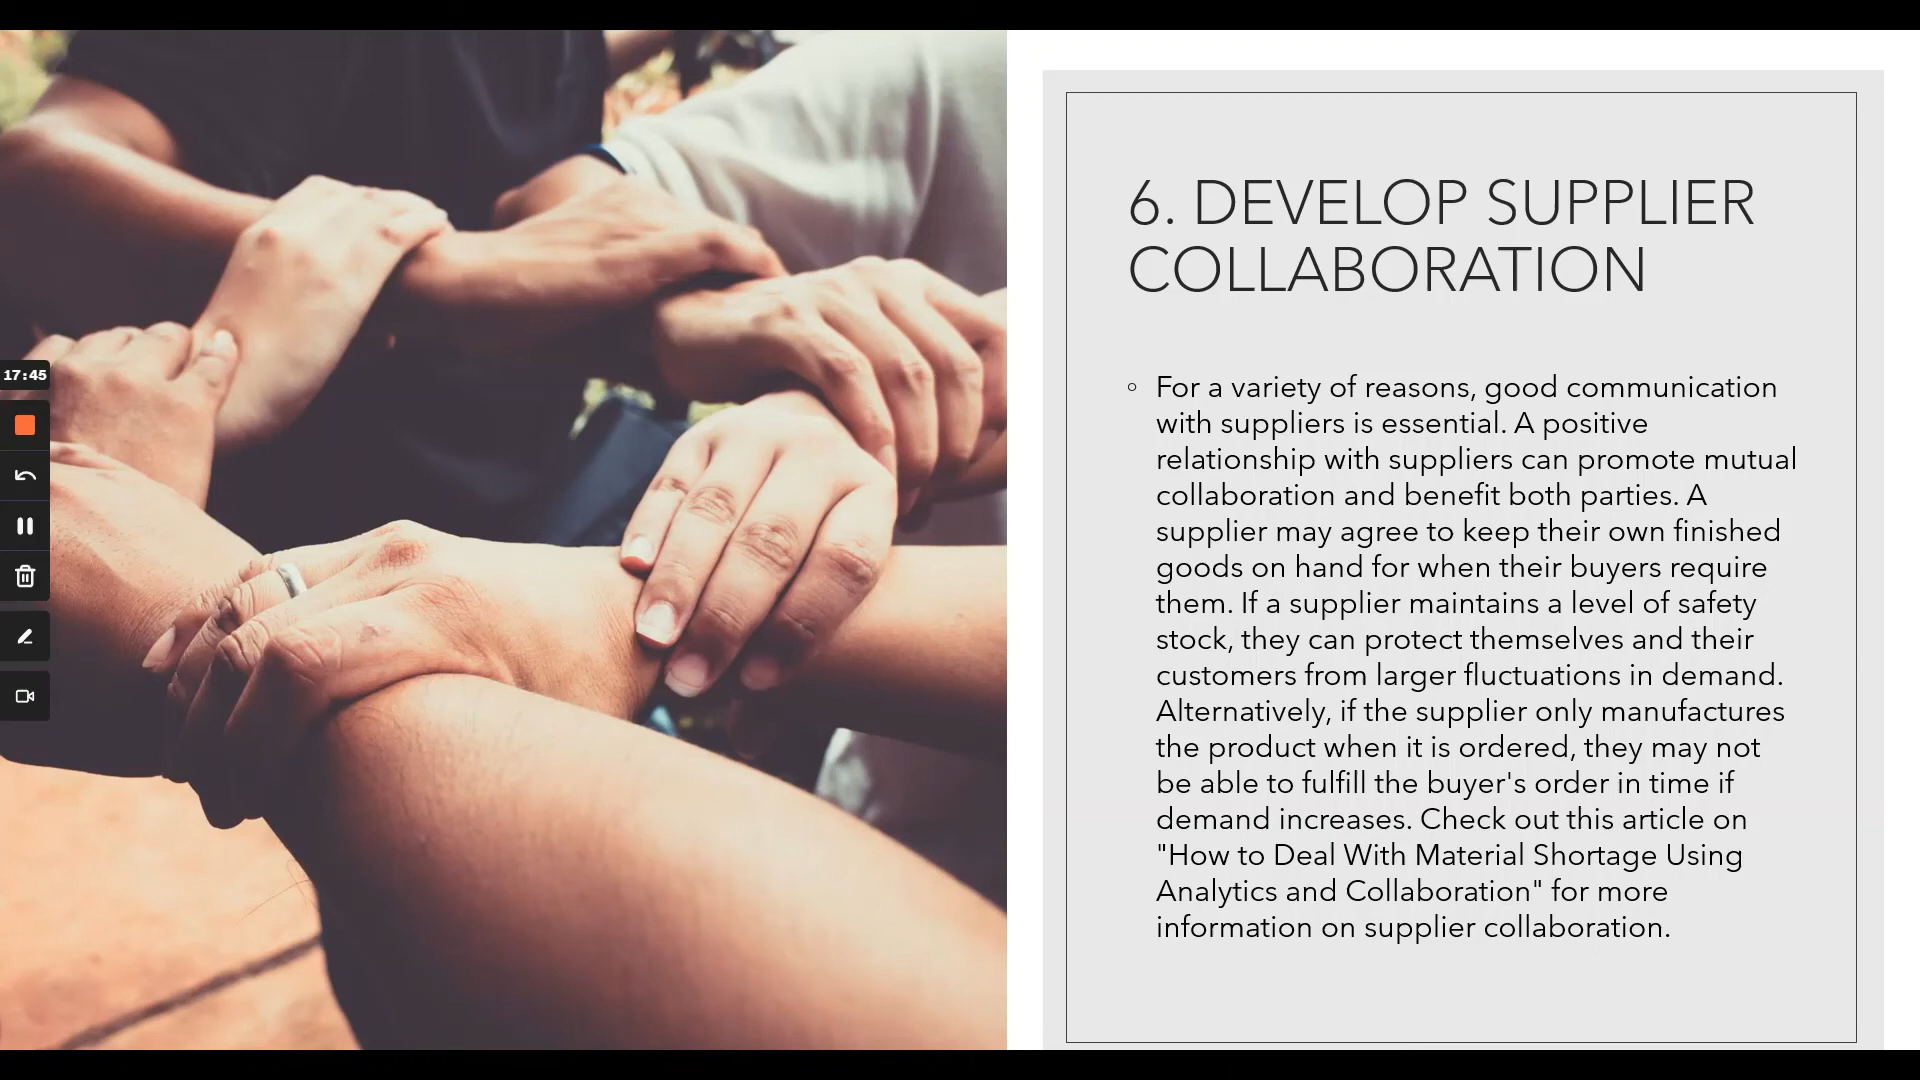 6. DEVELOP SUPPLIER
COLLABORATION
17:45
◦ For a variety of reasons, good communication
with suppliers is essential. A positive
relationship with suppliers can promote mutual
collaboration and benefit both parties. A
supplier may agree to keep their own finished
goods on hand for when their buyers require
them. If a supplier maintains a level of safety
stock, they can protect themselves and their
customers from larger fluctuations in demand.
Alternatively, if the supplier only manufactures
the product when it is ordered, they may not
be able to fulfill the buyer's order in time if
demand increases. Check out this article on
"How to Deal With Material Shortage Using
Analytics and Collaboration" for more
information on supplier collaboration.